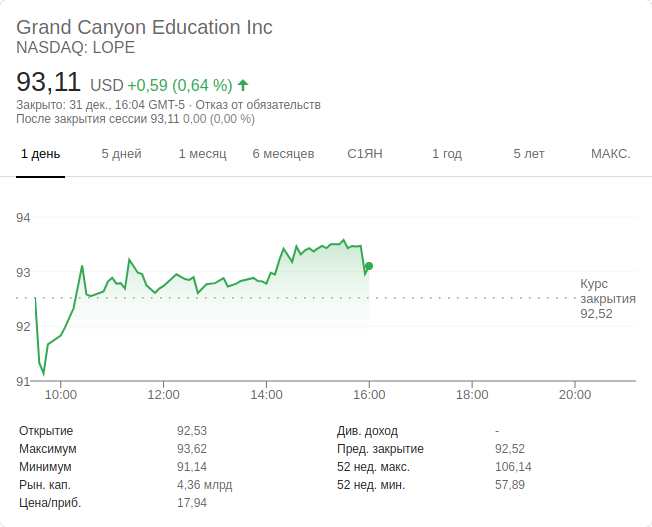 Grand Canyon Education Inc
NASDAQ: LOPE
93,11 USD +0,59 (0,64 %)
Закрыто: 31 дек., 16:04 GMT-5 · Отказ от обязательств
После закрытия сессии 93,11 0,00 (0,00 %)
1 день 5 дней 1 месяц 6 месяцев С1ЯН 1 год 5 лет МАКС.
94
93
Курс
закрытия
92,52
92
91
10:00 12:00 14:00 16:00 18:00 20:00
Открытие 92,53 Див. доход -
Максимум 93,62 Пред. закрытие 92,52
Минимум 91,14 52 нед. макс. 106,14
Рын. кап. 4,36 млрд 52 нед. мин. 57,89
Цена/приб. 17,94